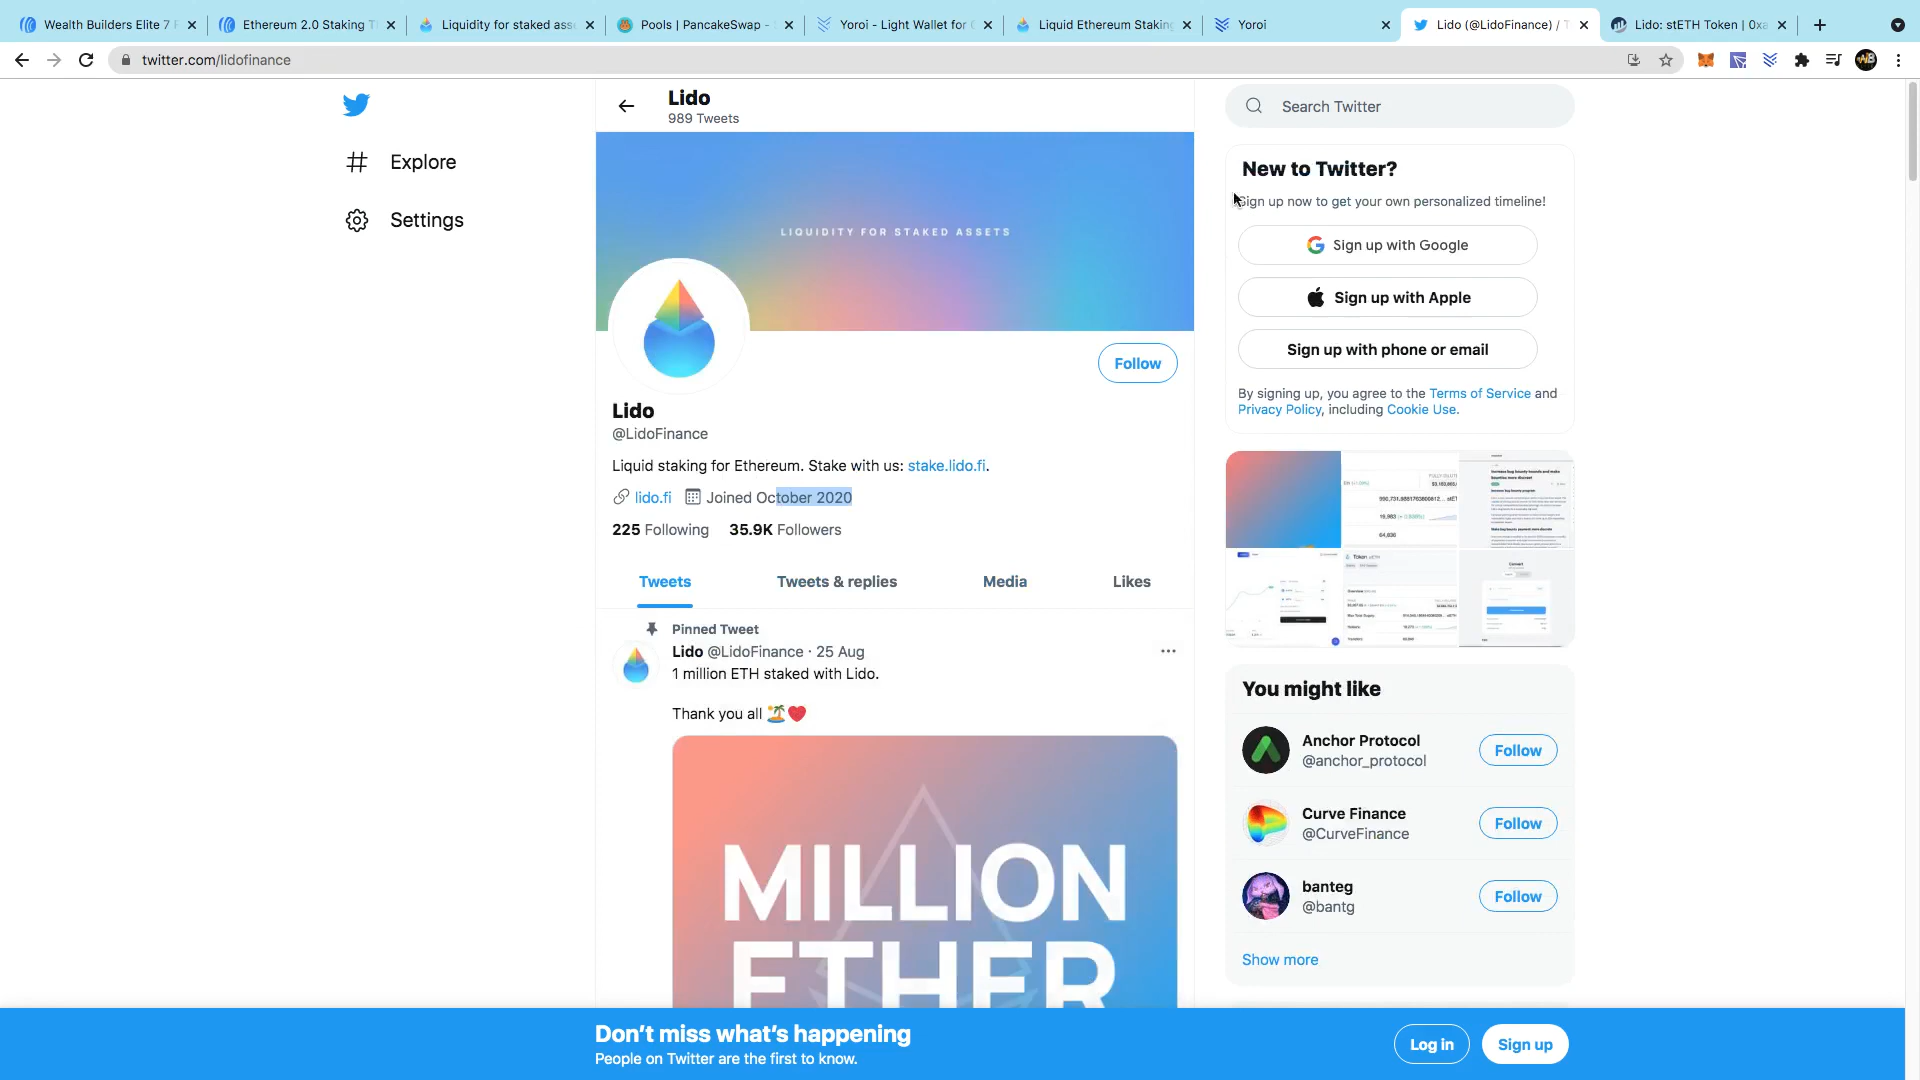 Wealth Builders Elite 7
Ethereum 2.0 Staking T
Liquidity for staked ass
Pools | PancakeSwap -
Yoroi - Light Wallet for
Liquid Ethereum Staking
Yoroi
Lido (@LidoFinance) / T
Lido: stETH Token | 0xa
twitter.com/lidofinance
Explore
Settings
Lido
989 Tweets
LIQUIDITY FOR STAKED ASSETS
Follow
Lido
@LidoFinance
Liquid staking for Ethereum. Stake with us: stake.lido.fi.
lido.fi Joined October 2020
225 Following 35.9K Followers
Tweets Tweets & replies Media Likes
Pinned Tweet
Lido @LidoFinance · 25 Aug
1 million ETH staked with Lido.
Thank you all 🏝️❤️
MILLION
ETHER
Search Twitter
New to Twitter?
Sign up now to get your own personalized timeline!
Sign up with Google
Sign up with Apple
Sign up with phone or email
By signing up, you agree to the Terms of Service and
Privacy Policy, including Cookie Use.
You might like
Anchor Protocol
@anchor_protocol
Follow
Curve Finance
@CurveFinance
Follow
banteg
@bantg
Follow
Show more
Don't miss what's happening
People on Twitter are the first to know.
Log in
Sign up